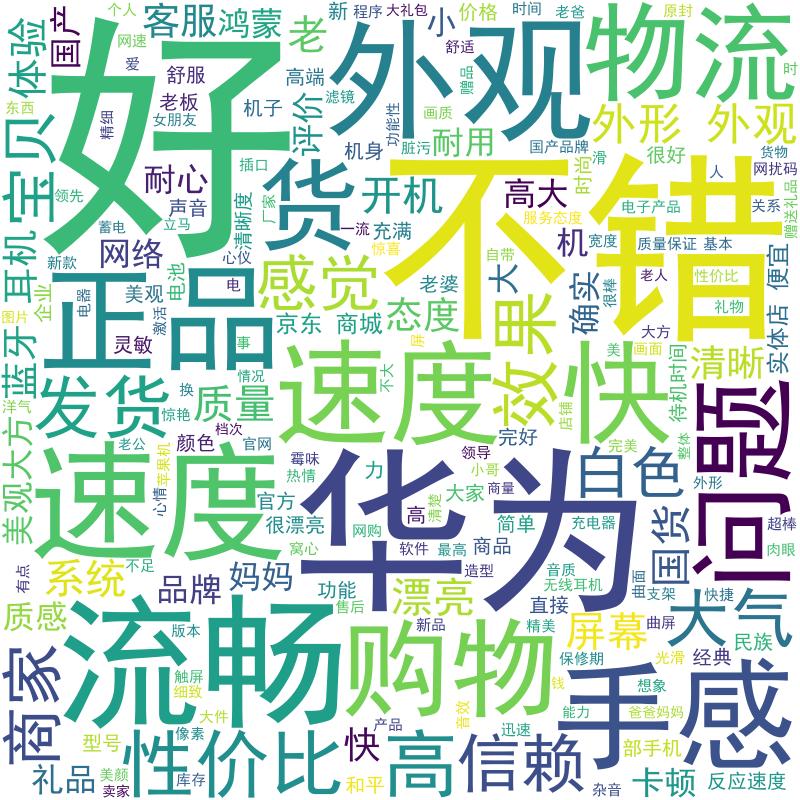 好
不错
外观
物流
华为
速度
速度
快
流畅
购物
手感
问题
正品
货
宝贝
发货
感觉
效果
商家
性价比
高
信赖
大气
白色
国货
客服
鸿蒙
老
小
体验
国产
评价
耐用
外形
外观
开机
高大
耐心
网络
耳机
蓝牙
美观大方
质量
态度
京东
商城
机
大
确实
清晰
实体店
便宜
待机时间
系统
品牌
妈妈
漂亮
屏幕
质感
礼品
快
卡顿
反应速度
部手机
和平
型号
民族
经典
直接
简单
功能
商品
颜色
官方
很漂亮
大家
完好
灵敏
美观
电池
声音
清晰度
老板
舒服
机子
高端
滤镜
机身
功能性
脏污
画质
赠品
舒适
程序
大礼包
时间
老爸
价格
新
个人
网速
爱
东西
精细
女朋友
插口
厂家
领先
蓄电
立马
心仪
一流
惊喜
充满
新款
企业
图片
电器
激活
电
事
老婆
自带
很棒
宽度
服务态度
国产品牌
时尚
滑
很好
货物
网扰码
人
关系
赠送礼品
时
原封
电子产品
质量保证
基本
老人
性价比
礼物
大方
美
画面
店铺
完美
整体
外形
超棒
肉眼
充电器
无线耳机
音质
造型
最高
软件
网购
高
清楚
商量
小哥
领导
力
热情
霉味
官网
档次
情况
不大
换
惊艳
洋气
老公
苹果机
心情
有点
不足
窝心
售后
版本
触屏
细致
大件
像素
库存
美颜
卖家
产品
音效
新品
精美
迅速
杂音
能力
钱
保修期
光滑
想象
爸爸妈妈
曲面
支架
曲屏
快捷